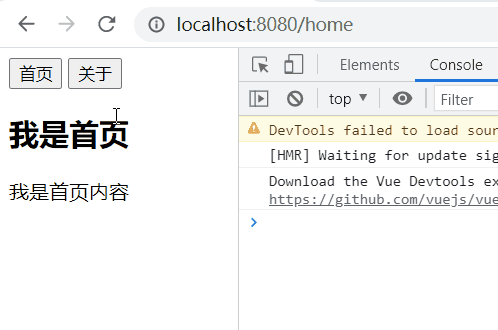 localhost:8080/home
首页 关于
我是首页
我是首页内容
Elements Console
top Filter
DevTools failed to load sour
[HMR] Waiting for update sig
Download the Vue Devtools ex
https://github.com/vuejs/vue